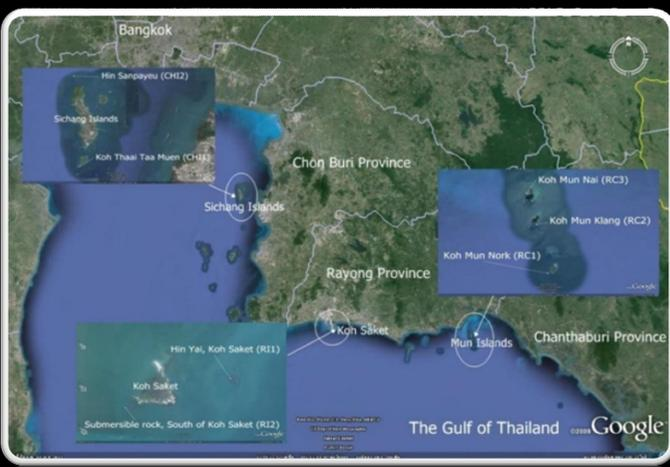 Bangkok
Hin Sanpayeu (CHI2)
Sichang Islands
Koh Thaai Taa Muen (CHI1)
Chon Buri Province
Sichang Islands
Koh Mun Nai (RC3)
Koh Mun Klang (RC2)
Koh Mun Nork (RC1)
Google
Rayong Province
Koh Saket
Mun Islands
Chanthaburi Province
Hin Yai, Koh Saket (RI1)
Koh Saket
Submersible rock, South of Koh Saket (RI2)
Google
The Gulf of Thailand
Google